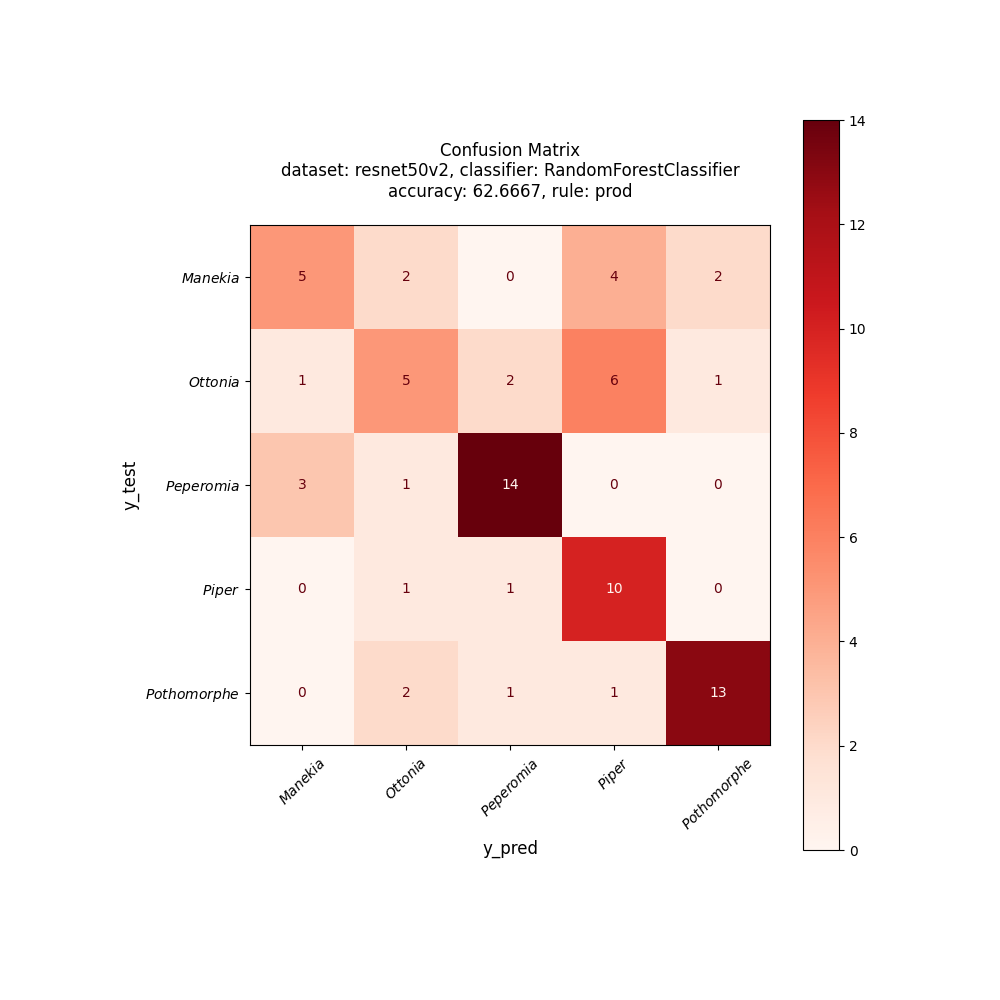 Confusion Matrix
dataset: resnet50v2, classifier: RandomForestClassifier
accuracy: 62.6667, rule: prod
y_test
Manekia 5 2 0 4 2
Ottonia 1 5 2 6 1
Peperomia 3 1 14 0 0
Piper 0 1 1 10 0
Pothomorphe 0 2 1 1 13
Manekia Ottonia Peperomia Piper Pothomorphe
y_pred
14
12
10
8
6
4
2
0